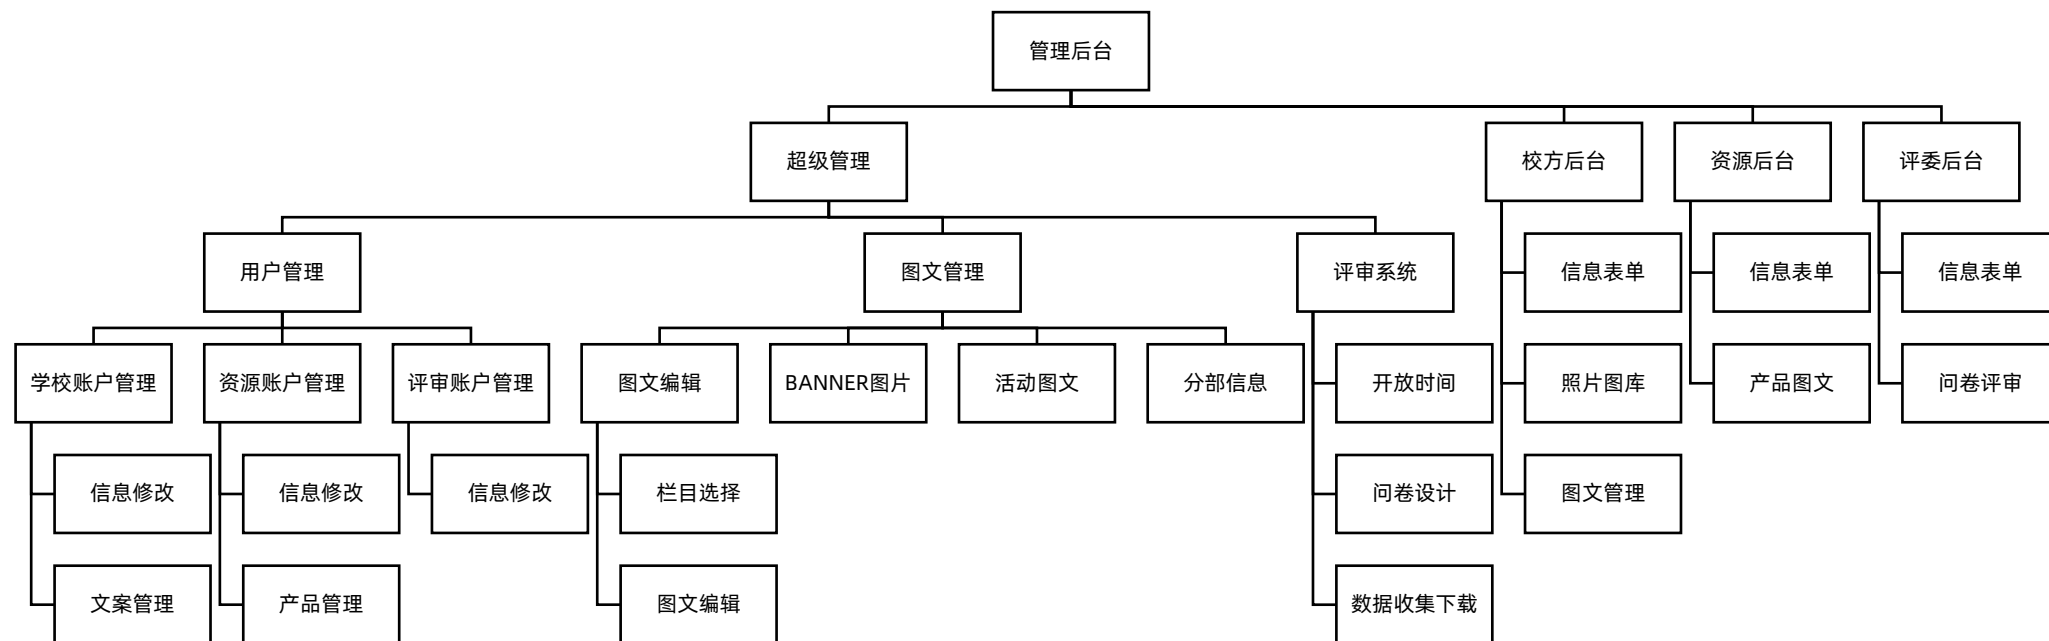 管理后台
超级管理
校方后台
资源后台
评委后台
用户管理
图文管理
评审系统
信息表单
信息表单
信息表单
学校账户管理
资源账户管理
评审账户管理
图文编辑
BANNER图片
活动图文
分部信息
开放时间
照片图库
产品图文
问卷评审
信息修改
信息修改
信息修改
栏目选择
问卷设计
图文管理
文案管理
产品管理
图文编辑
数据收集下载